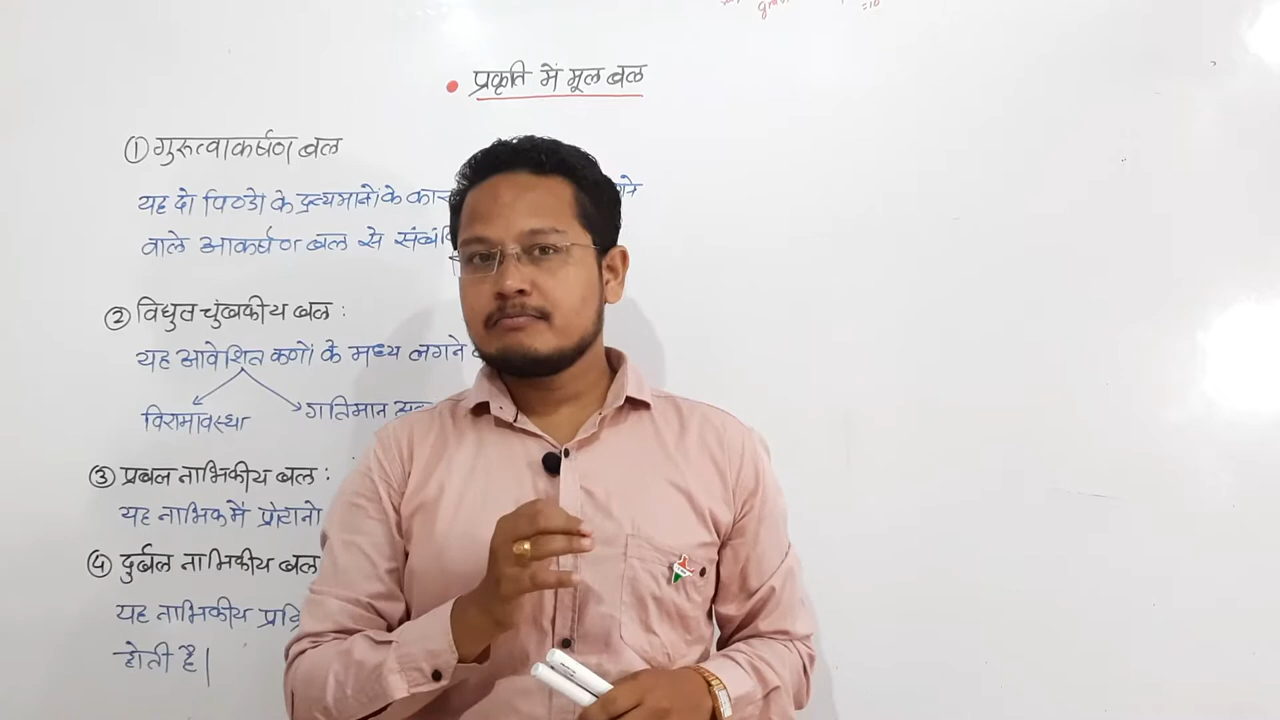 प्रकृति में मूल बल
① गुरुत्वाकर्षण बल
यह दो पिण्डो के द्रव्यमानों के
वाले आकर्षण बल से
② विधुत चुंबकीय बल :
यह आवेशित कणों के मध्य लगने
विरामावस्था गतिमान
③ प्रबल नाभिकीय बल :
यह नाभिक में
④ दुर्बल नाभिकीय बल
यह नाभिकीय
होती है।